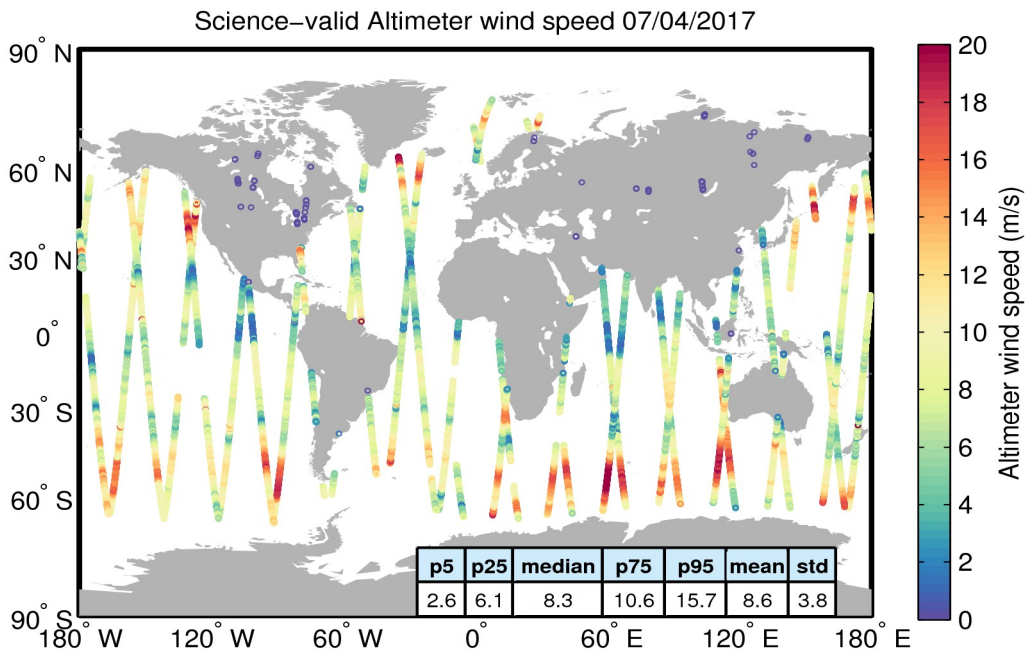 Science−valid Altimeter wind speed 07/04/2017
90° N
60° N
30° N
0°
30° S
60° S
90° S
180° W
120° W
60° W
0°
60° E
120° E
180° E
p5 p25 median p75 p95 mean std
2.6 6.1 8.3 10.6 15.7 8.6 3.8
20
18
16
14
12
10
8
6
4
2
0
Altimeter wind speed (m/s)